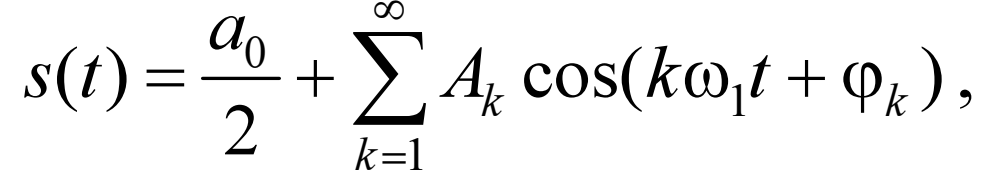 s(t) = a₀/2 + ∑_{k=1}^{∞} A_k cos(kω₁t + φ_k),